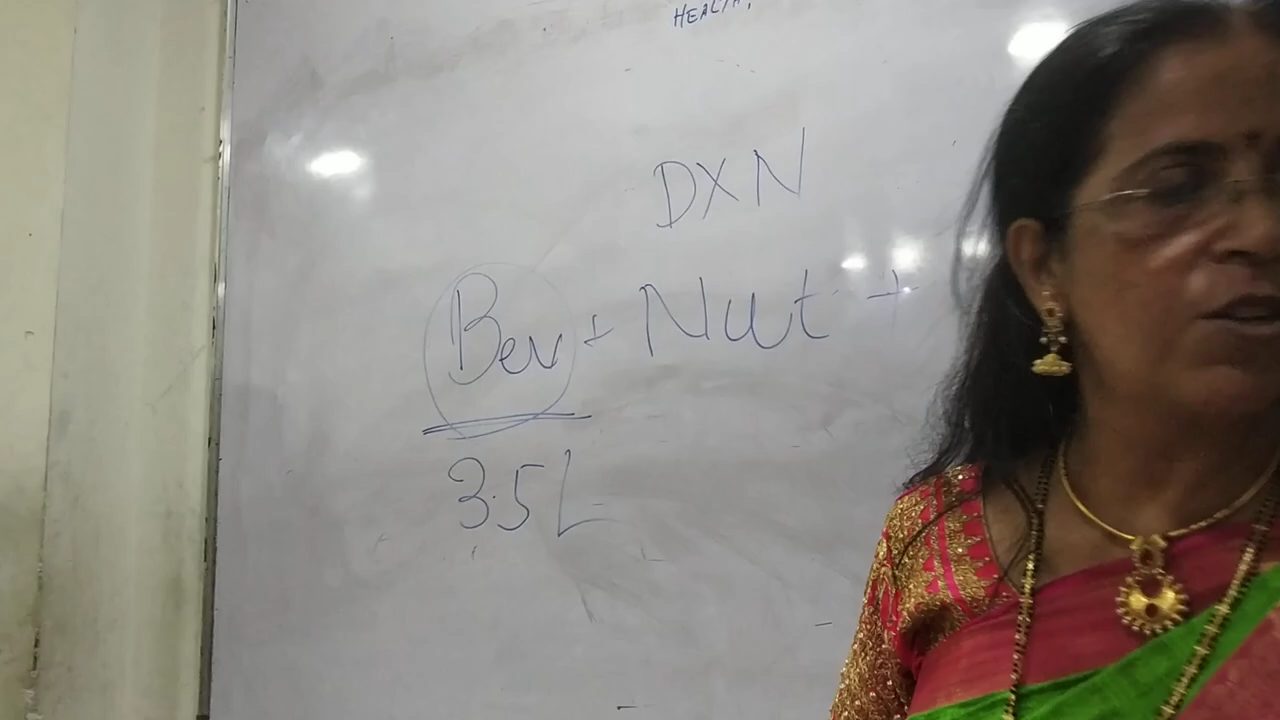 HEALTH,
DXN
Bev + Nut +
3.5L